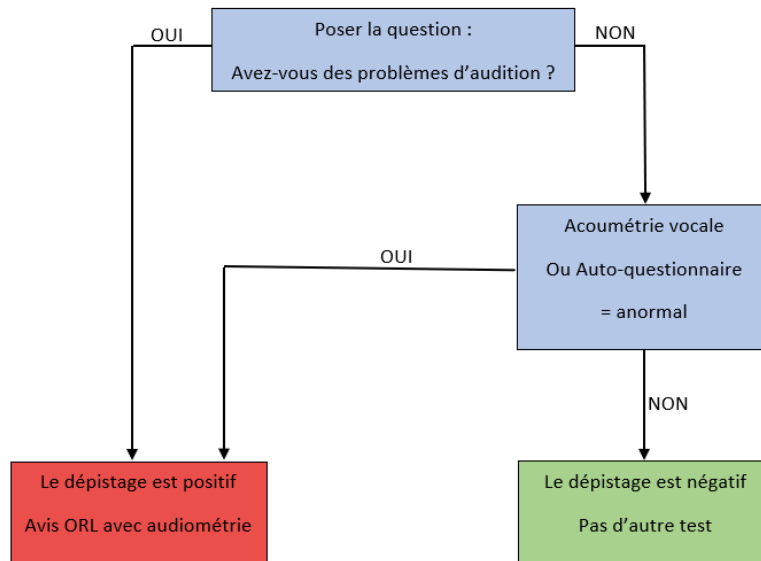 Poser la question :
Avez-vous des problèmes d’audition ?
OUI
NON
Acoumétrie vocale
Ou Auto-questionnaire
= anormal
OUI
NON
Le dépistage est positif
Avis ORL avec audiométrie
Le dépistage est négatif
Pas d’autre test